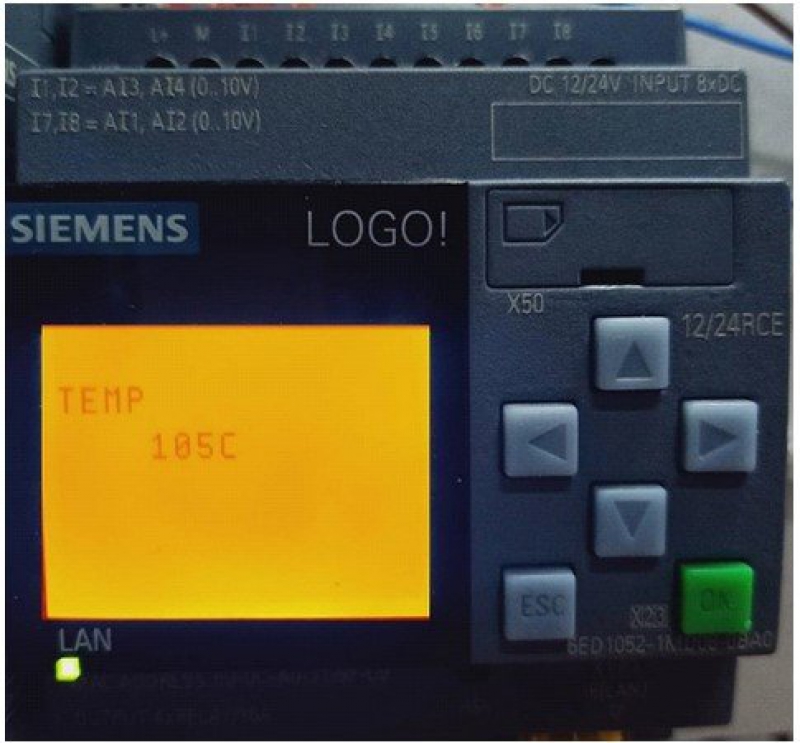 L+ M I1 I2 I3 I4 I5 I6 I7 I8
I1, I2 = AI3, AI4 (0..10V)
DC 12/24V INPUT 8xDC
I7, I8 = AI1, AI2 (0..10V)
SIEMENS
LOGO!
X50
12/24RCE
TEMP
105C
ESC
X23
LAN